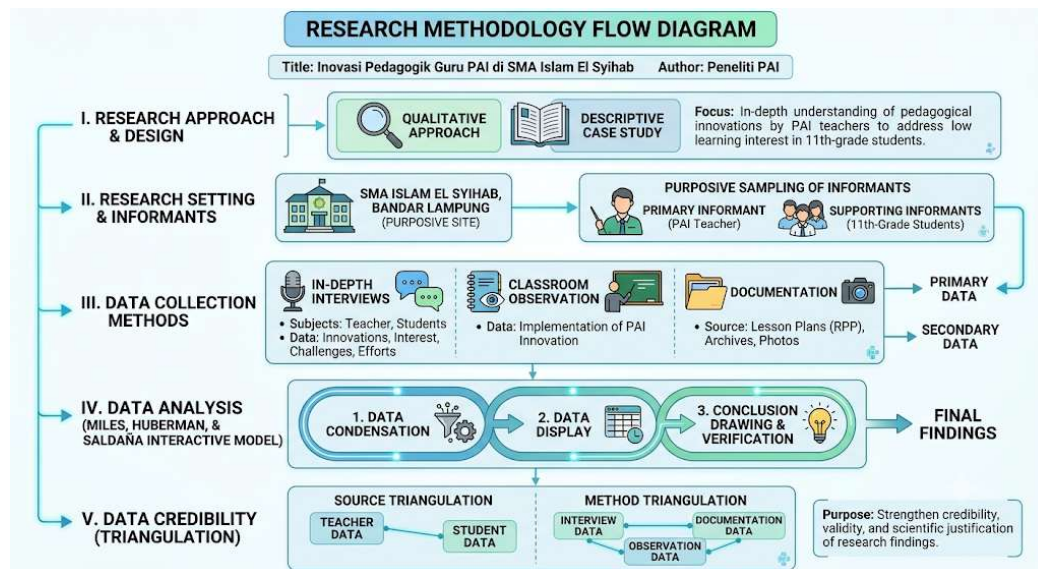 RESEARCH METHODOLOGY FLOW DIAGRAM
Title: Inovasi Pedagogik Guru PAI di SMA Islam El Syihab Author: Peneliti PAI
I. RESEARCH APPROACH
& DESIGN
QUALITATIVE
APPROACH
DESCRIPTIVE
CASE STUDY
Focus: In-depth understanding of pedagogical
innovations by PAI teachers to address low
learning interest in 11th-grade students.
II. RESEARCH SETTING
& INFORMANTS
SMA ISLAM EL SYIHAB,
BANDAR LAMPUNG
(PURPOSIVE SITE)
PURPOSIVE SAMPLING OF INFORMANTS
PRIMARY INFORMANT
(PAI Teacher)
SUPPORTING INFORMANTS
(11th-Grade Students)
III. DATA COLLECTION
METHODS
IN-DEPTH
INTERVIEWS
• Subjects: Teacher, Students
• Data: Innovations, Interest,
Challenges, Efforts
CLASSROOM
OBSERVATION
• Data: Implementation of PAI
Innovation
DOCUMENTATION
• Source: Lesson Plans (RPP),
Archives, Photos
PRIMARY
DATA
SECONDARY
DATA
IV. DATA ANALYSIS
(MILES, HUBERMAN, &
SALDAÑA INTERACTIVE MODEL)
1. DATA
CONDENSATION
2. DATA
DISPLAY
3. CONCLUSION
DRAWING &
VERIFICATION
FINAL
FINDINGS
V. DATA CREDIBILITY
(TRIANGULATION)
SOURCE TRIANGULATION
TEACHER
DATA
STUDENT
DATA
METHOD TRIANGULATION
INTERVIEW
DATA
DOCUMENTATION
DATA
OBSERVATION
DATA
Purpose: Strengthen credibility,
validity, and scientific justification
of research findings.